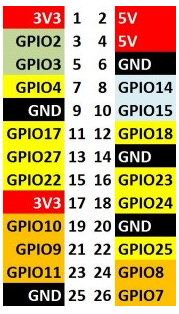 3V3 1 2 5V
GPIO2 3 4 5V
GPIO3 5 6 GND
GPIO4 7 8 GPIO14
GND 9 10 GPIO15
GPIO17 11 12 GPIO18
GPIO27 13 14 GND
GPIO22 15 16 GPIO23
3V3 17 18 GPIO24
GPIO10 19 20 GND
GPIO9 21 22 GPIO25
GPIO11 23 24 GPIO8
GND 25 26 GPIO7